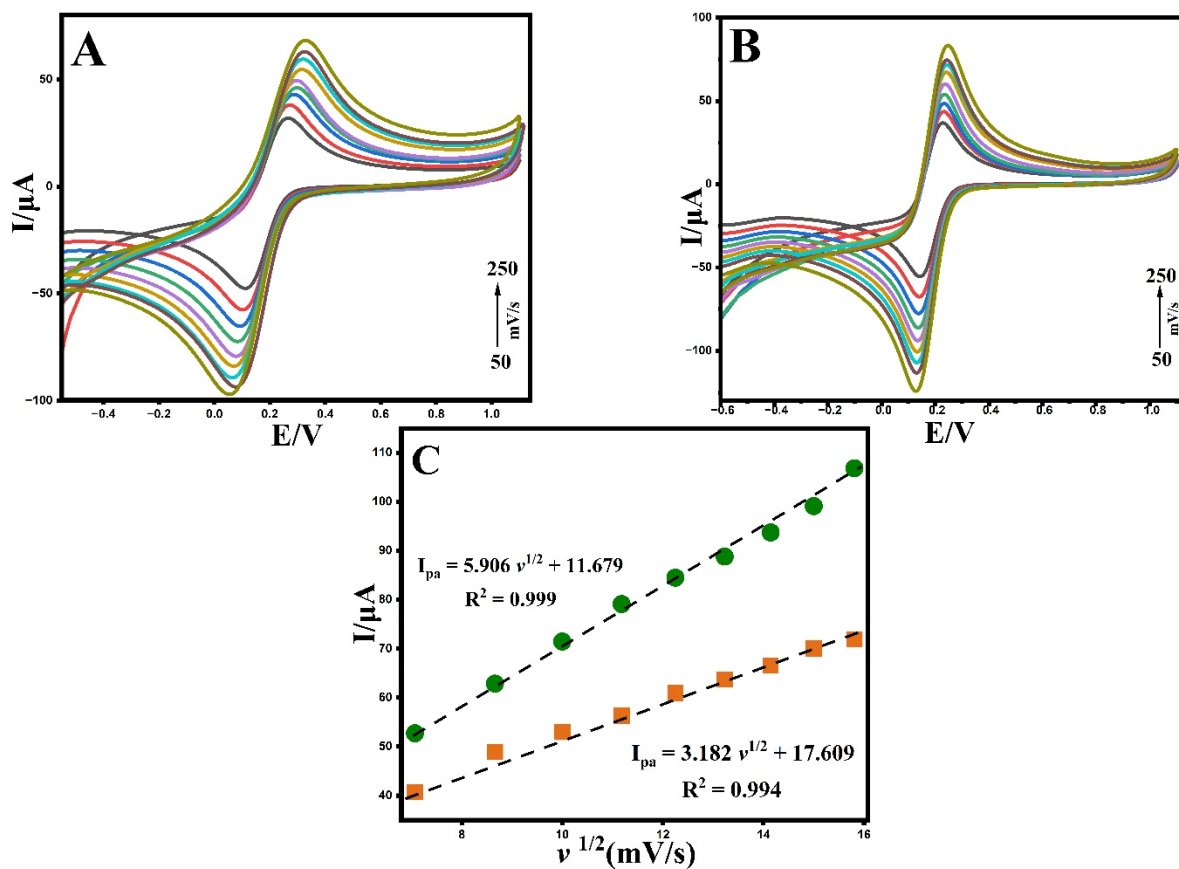 A
I/μA
50
0
−50
−100
−0.4
−0.2
0.0
0.2
0.4
0.6
0.8
1.0
E/V
250
mV/s
50
B
I/μA
100
50
0
−50
−100
−0.6
−0.4
−0.2
0.0
0.2
0.4
0.6
0.8
1.0
E/V
250
mV/s
50
C
I/μA
110
100
90
80
70
60
50
40
I_pa = 5.906 v^1/2 + 11.679
R² = 0.999
I_pa = 3.182 v^1/2 + 17.609
R² = 0.994
8
10
12
14
16
v ^1/2(mV/s)